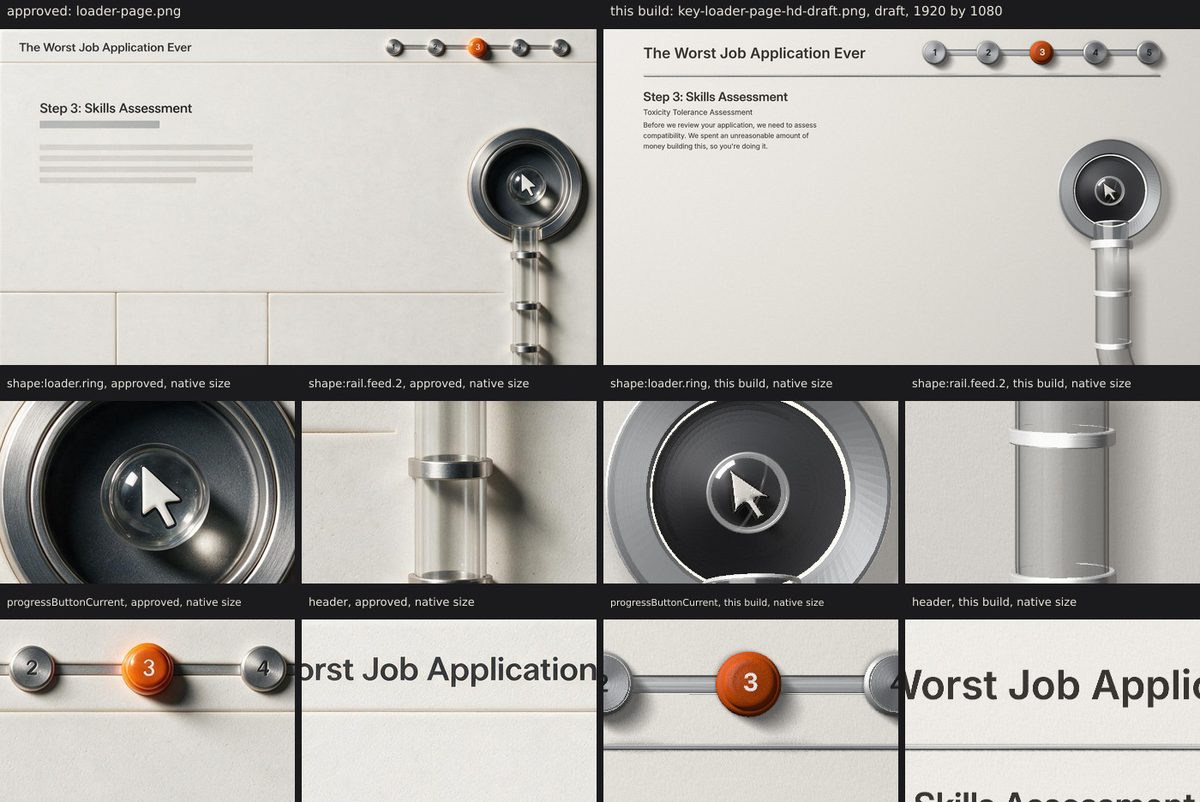 approved: loader-page.png
this build: key-loader-page-hd-draft.png, draft, 1920 by 1080
The Worst Job Application Ever
1 2 3 4 5
Step 3: Skills Assessment
The Worst Job Application Ever
1 2 3 4 5
Step 3: Skills Assessment
Toxicity Tolerance Assessment
Before we review your application, we need to assess
compatibility. We spent an unreasonable amount of
money building this, so you're doing it.
shape:loader.ring, approved, native size
shape:rail.feed.2, approved, native size
shape:loader.ring, this build, native size
shape:rail.feed.2, this build, native size
progressButtonCurrent, approved, native size
header, approved, native size
progressButtonCurrent, this build, native size
header, this build, native size
2 3 4
orst Job Application
2 3 4
Worst Job Applic
Skills Assessment